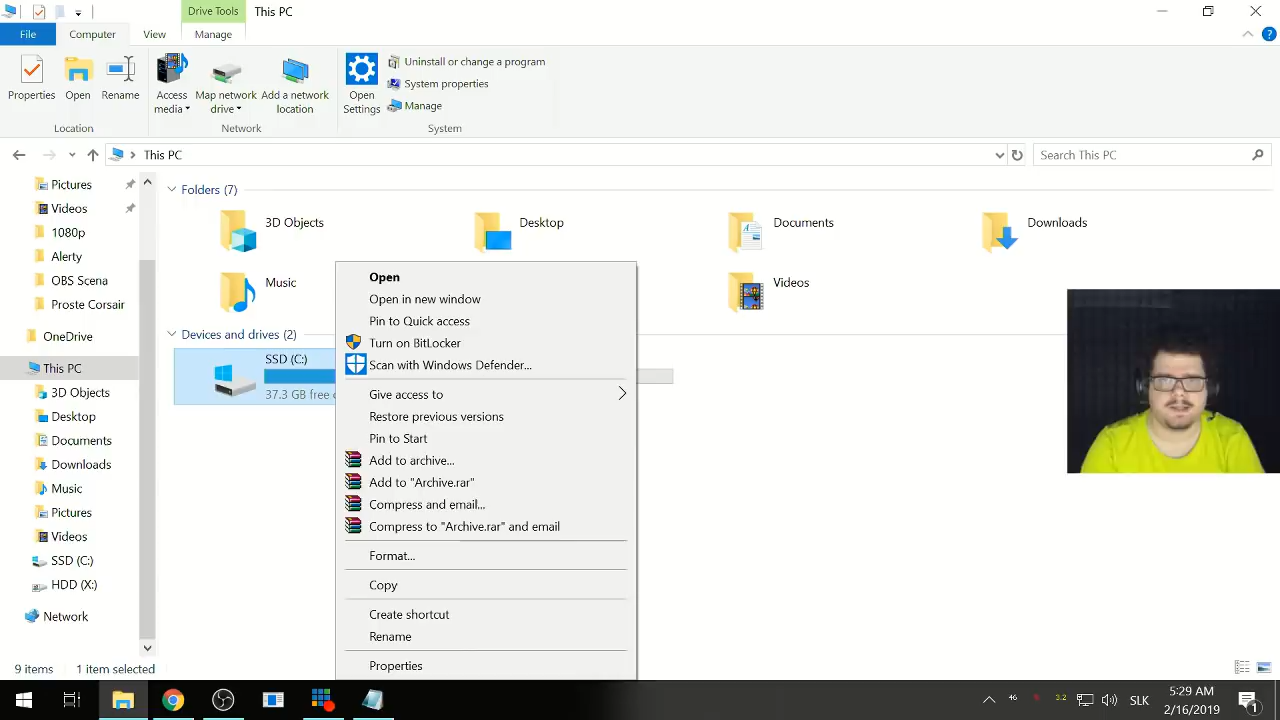 Drive Tools
This PC
File
Computer
View
Manage
Properties
Open
Rename
Access media
Map network drive
Add a network location
Open Settings
Uninstall or change a program
System properties
Manage
Location
Network
System
This PC
Search This PC
Pictures
Videos
1080p
Alerty
OBS Scena
Proste Corsair
OneDrive
This PC
3D Objects
Desktop
Documents
Downloads
Music
Pictures
Videos
SSD (C:)
HDD (X:)
Network
Folders (7)
3D Objects
Desktop
Documents
Downloads
Music
Videos
Devices and drives (2)
SSD (C:)
37.3 GB free
Open
Open in new window
Pin to Quick access
Turn on BitLocker
Scan with Windows Defender...
Give access to
Restore previous versions
Pin to Start
Add to archive...
Add to "Archive.rar"
Compress and email...
Compress to "Archive.rar" and email
Format...
Copy
Create shortcut
Rename
Properties
9 items
1 item selected
46
3.2
SLK
5:29 AM
2/16/2019
1